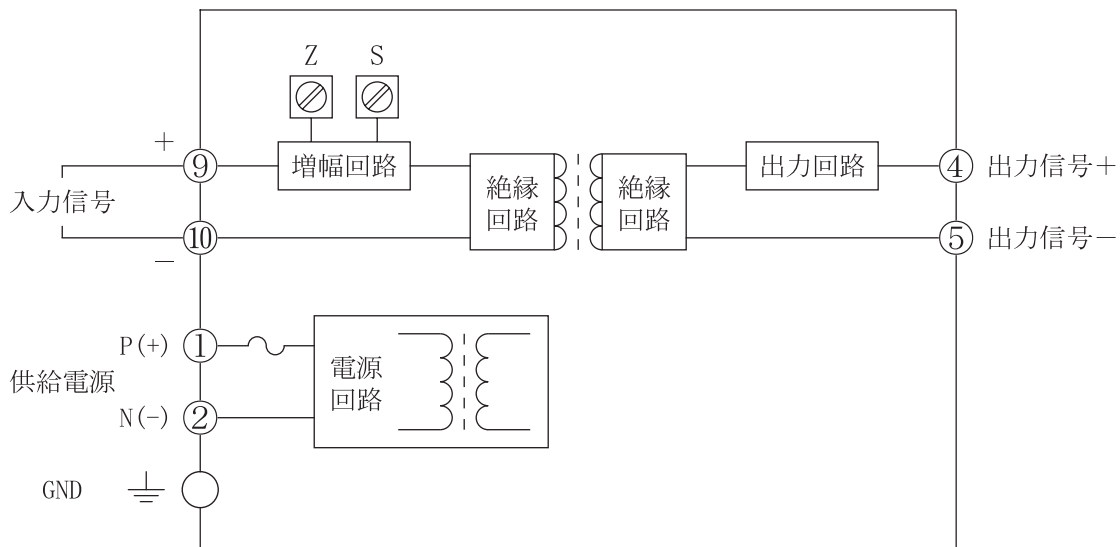 Z
S
+
⑨
増幅回路
入力信号
⑩
−
絶縁
回路
絶縁
回路
出力回路
④
出力信号＋
⑤
出力信号－
P(+)
①
供給電源
N(-)
②
電源
回路
GND